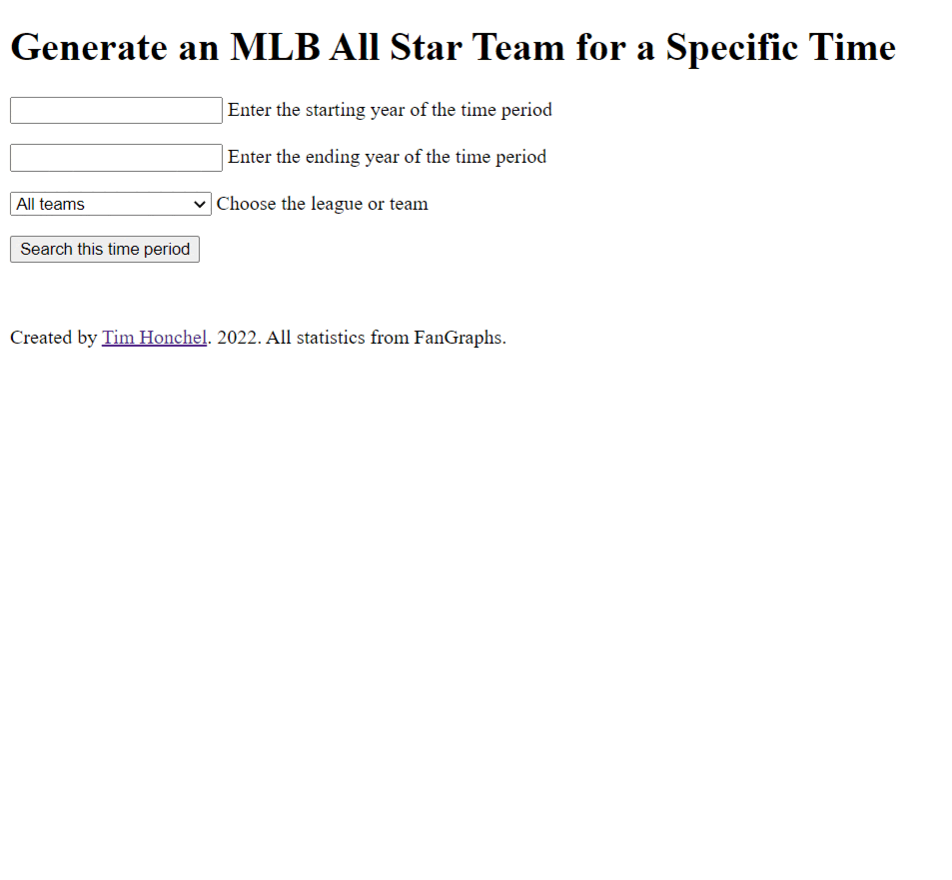 Generate an MLB All Star Team for a Specific Time
Enter the starting year of the time period
Enter the ending year of the time period
All teams Choose the league or team
Search this time period
Created by Tim Honchel. 2022. All statistics from FanGraphs.